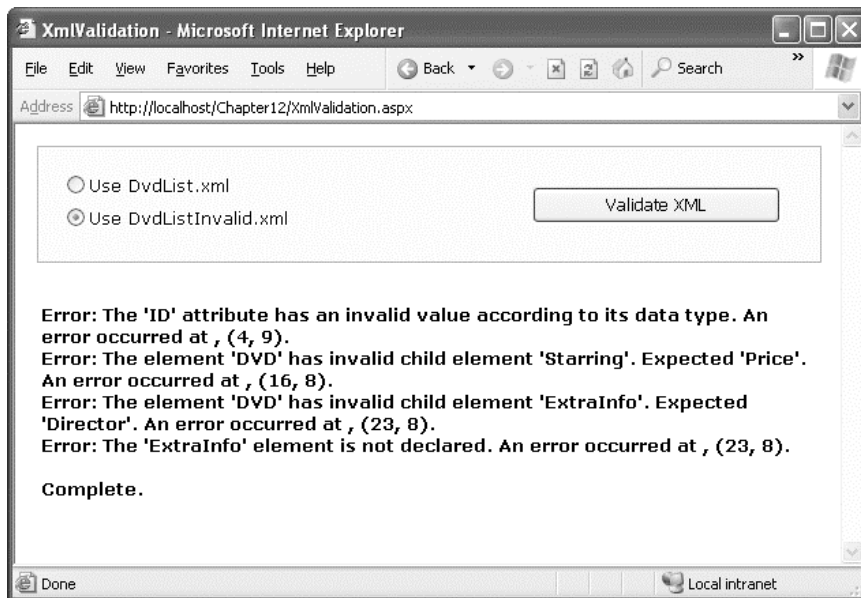 XmlValidation - Microsoft Internet Explorer
File Edit View Favorites Tools Help Back Search »
Address http://localhost/Chapter12/XmlValidation.aspx
Use DvdList.xml
Use DvdListInvalid.xml
Validate XML
Error: The 'ID' attribute has an invalid value according to its data type. An
error occurred at , (4, 9).
Error: The element 'DVD' has invalid child element 'Starring'. Expected 'Price'.
An error occurred at , (16, 8).
Error: The element 'DVD' has invalid child element 'ExtraInfo'. Expected
'Director'. An error occurred at , (23, 8).
Error: The 'ExtraInfo' element is not declared. An error occurred at , (23, 8).
Complete.
Done Local intranet